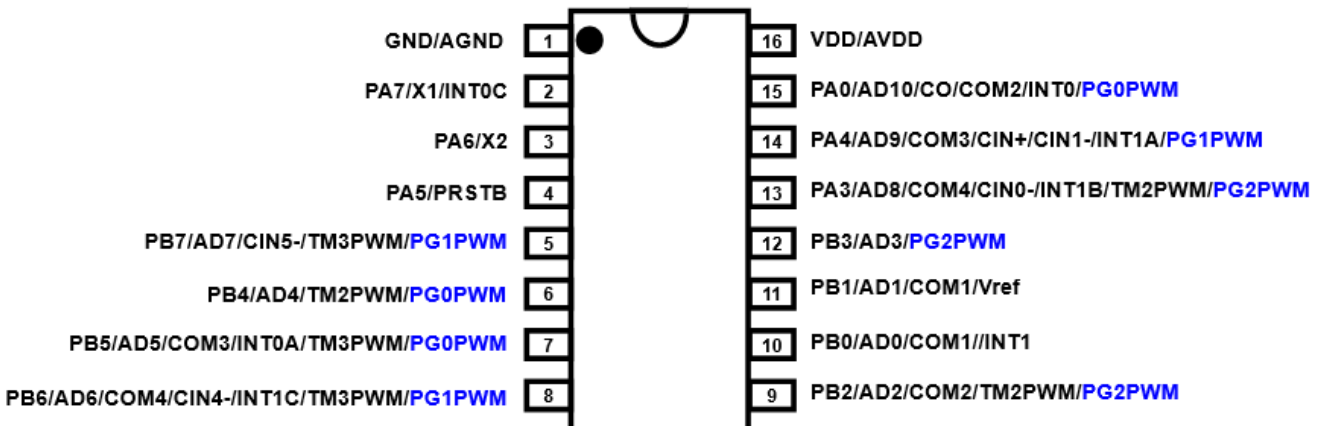 GND/AGND 1 16 VDD/AVDD
PA7/X1/INT0C 2 15 PA0/AD10/CO/COM2/INT0/PG0PWM
PA6/X2 3 14 PA4/AD9/COM3/CIN+/CIN1-/INT1A/PG1PWM
PA5/PRSTB 4 13 PA3/AD8/COM4/CIN0-/INT1B/TM2PWM/PG2PWM
PB7/AD7/CIN5-/TM3PWM/PG1PWM 5 12 PB3/AD3/PG2PWM
PB4/AD4/TM2PWM/PG0PWM 6 11 PB1/AD1/COM1/Vref
PB5/AD5/COM3/INT0A/TM3PWM/PG0PWM 7 10 PB0/AD0/COM1//INT1
PB6/AD6/COM4/CIN4-/INT1C/TM3PWM/PG1PWM 8 9 PB2/AD2/COM2/TM2PWM/PG2PWM